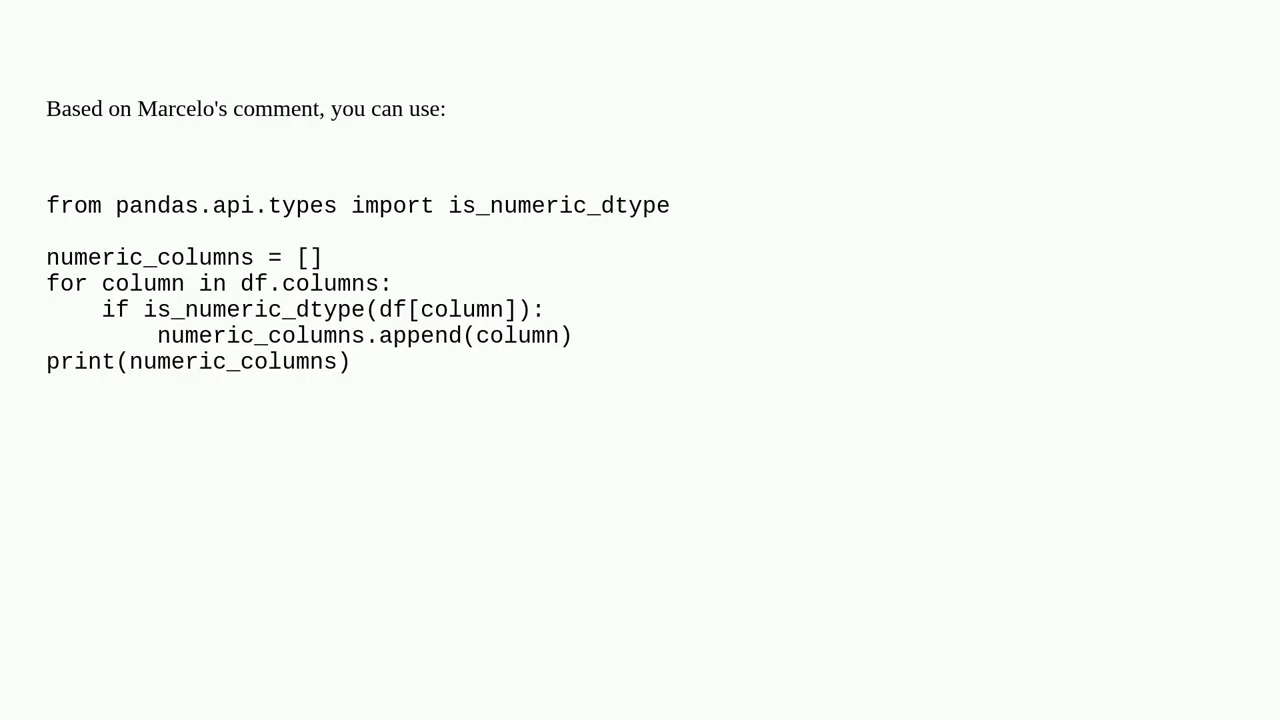 Based on Marcelo's comment, you can use:
from pandas.api.types import is_numeric_dtype
numeric_columns = []
for column in df.columns:
    if is_numeric_dtype(df[column]):
        numeric_columns.append(column)
print(numeric_columns)